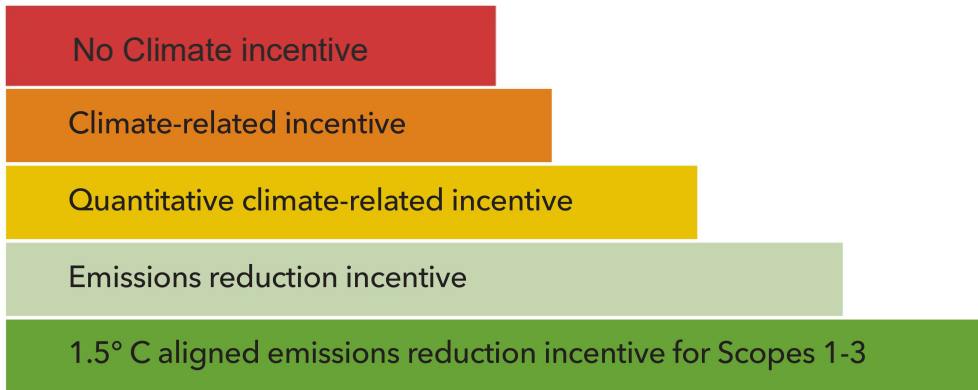 No Climate incentive
Climate-related incentive
Quantitative climate-related incentive
Emissions reduction incentive
1.5° C aligned emissions reduction incentive for Scopes 1-3